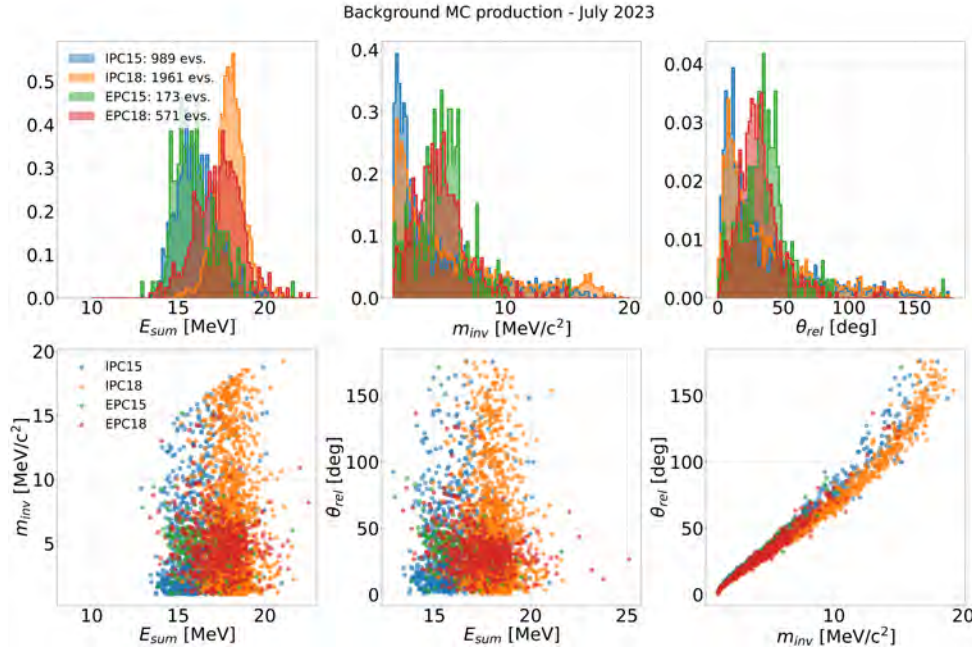 Background MC production - July 2023
IPC15: 989 evs.
IPC18: 1961 evs.
EPC15: 173 evs.
EPC18: 571 evs.
0.5
0.4
0.3
0.2
0.1
0.0
10
15
20
E_sum [MeV]
0.4
0.3
0.2
0.1
0.0
10
20
m_inv [MeV/c²]
0.04
0.03
0.02
0.01
0.00
0
50
100
150
θ_rel [deg]
IPC15
IPC18
EPC15
EPC18
m_inv [MeV/c²]
20
15
10
5
10
15
20
E_sum [MeV]
θ_rel [deg]
150
100
50
0
15
20
25
E_sum [MeV]
θ_rel [deg]
150
100
50
0
10
20
m_inv [MeV/c²]